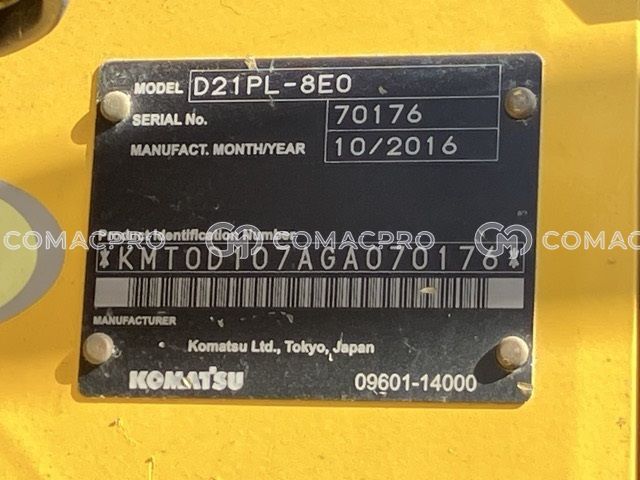 MODEL D21PL-8E0
SERIAL No. 70176
MANUFACT. MONTH/YEAR 10/2016
Product Identification Number
COMACPRO COMACPRO COMACPRO
*KMT0D107AGA070176*
MANUFACTURER
Komatsu Ltd., Tokyo, Japan
KOMATSU 09601-14000